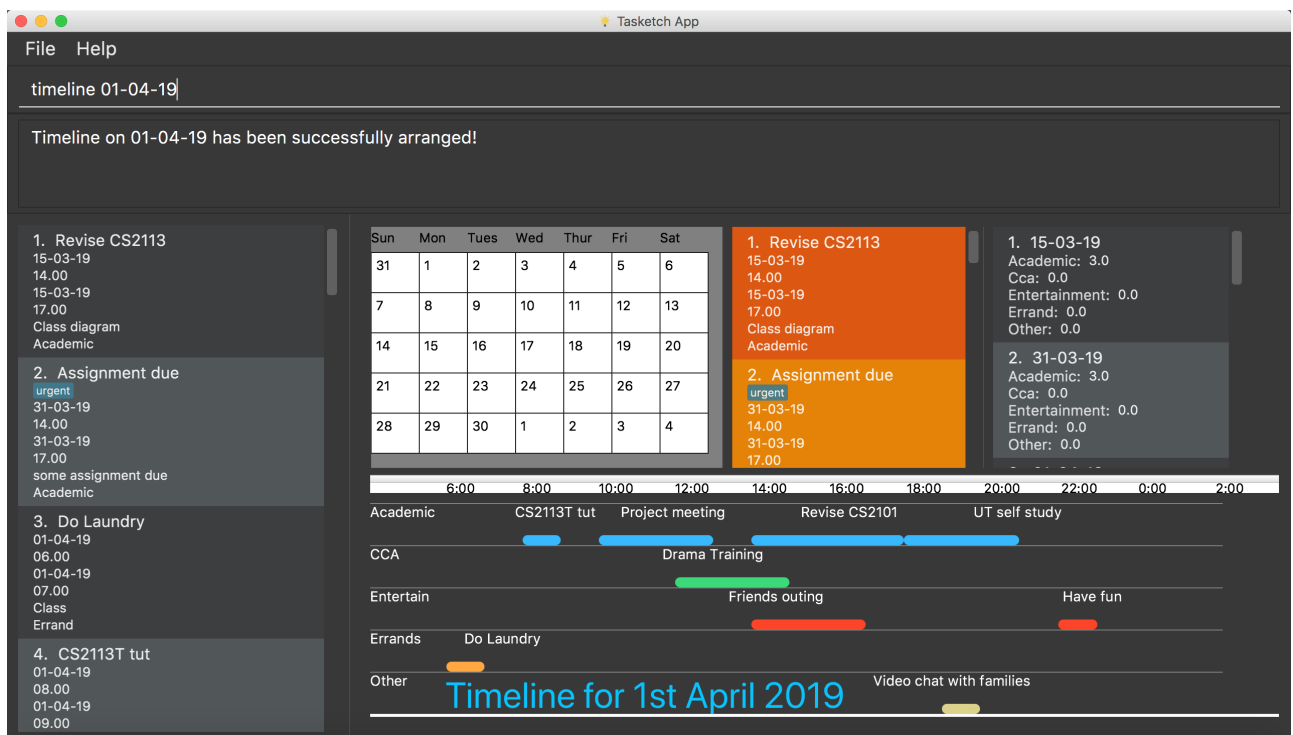 Tasketch App
File Help
timeline 01-04-19
Timeline on 01-04-19 has been successfully arranged!
1. Revise CS2113
15-03-19
14.00
15-03-19
17.00
Class diagram
Academic
2. Assignment due
urgent
31-03-19
14.00
31-03-19
17.00
some assignment due
Academic
3. Do Laundry
01-04-19
06.00
01-04-19
07.00
Class
Errand
4. CS2113T tut
01-04-19
08.00
01-04-19
09.00
Sun Mon Tues Wed Thur Fri Sat
31 1 2 3 4 5 6
7 8 9 10 11 12 13
14 15 16 17 18 19 20
21 22 23 24 25 26 27
28 29 30 1 2 3 4
1. Revise CS2113
15-03-19
14.00
15-03-19
17.00
Class diagram
Academic
2. Assignment due
urgent
31-03-19
14.00
31-03-19
17.00
1. 15-03-19
Academic: 3.0
Cca: 0.0
Entertainment: 0.0
Errand: 0.0
Other: 0.0
2. 31-03-19
Academic: 3.0
Cca: 0.0
Entertainment: 0.0
Errand: 0.0
Other: 0.0
6:00 8:00 10:00 12:00 14:00 16:00 18:00 20:00 22:00 0:00 2:00
Academic CS2113T tut Project meeting Revise CS2101 UT self study
CCA Drama Training
Entertain Friends outing Have fun
Errands Do Laundry
Other Video chat with families
Timeline for 1st April 2019